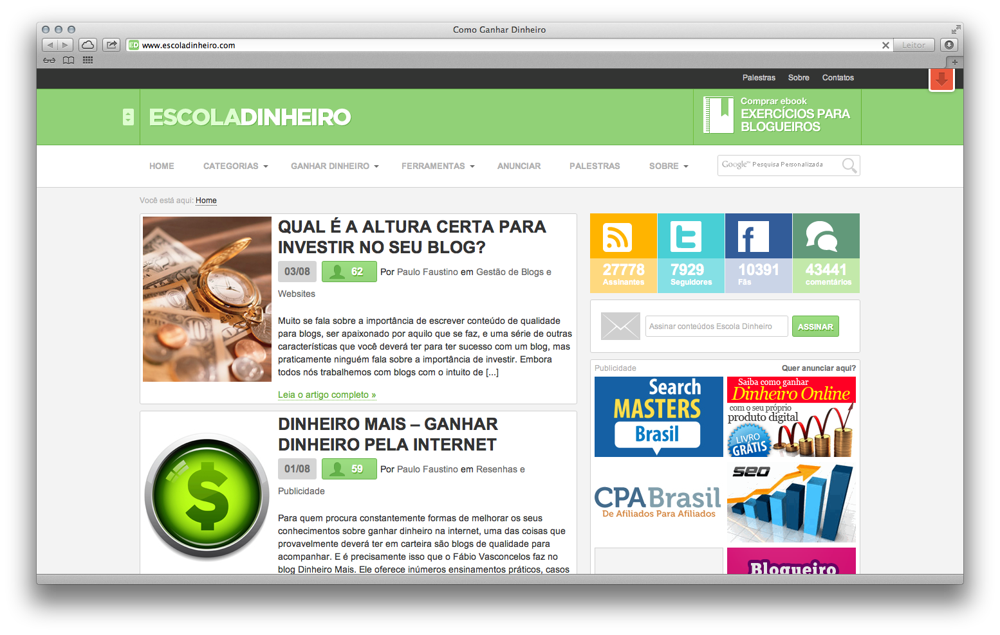 Como Ganhar Dinheiro
ED www.escoladinheiro.com
Leitor
Palestras Sobre Contatos
ESCOLADINHEIRO
Comprar ebook
EXERCÍCIOS PARA
BLOGUEIROS
HOME CATEGORIAS GANHAR DINHEIRO FERRAMENTAS ANUNCIAR PALESTRAS SOBRE
Google™ Pesquisa Personalizada
Você está aqui: Home
QUAL É A ALTURA CERTA PARA
INVESTIR NO SEU BLOG?
03/08 62 Por Paulo Faustino em Gestão de Blogs e
Websites
Muito se fala sobre a importância de escrever conteúdo de qualidade
para blogs, ser apaixonado por aquilo que se faz, e uma série de outras
características que você deverá ter para ter sucesso com um blog, mas
praticamente ninguém fala sobre a importância de investir. Embora
todos nós trabalhemos com blogs com o intuito de [...]
Leia o artigo completo »
DINHEIRO MAIS – GANHAR
DINHEIRO PELA INTERNET
01/08 59 Por Paulo Faustino em Resenhas e
Publicidade
Para quem procura constantemente formas de melhorar os seus
conhecimentos sobre ganhar dinheiro na internet, uma das coisas que
provavelmente deverá ter em carteira são blogs de qualidade para
acompanhar. E é precisamente isso que o Fábio Vasconcelos faz no
blog Dinheiro Mais. Ele oferece inúmeros ensinamentos práticos, casos
27778 7929 10391 43441
Assinantes Seguidores Fãs comentários
Assinar conteúdos Escola Dinheiro ASSINAR
Publicidade Quer anunciar aqui?
Search
MASTERS
Brasil
Saiba como ganhar
Dinheiro Online
com o seu próprio
produto digital
LIVRO
GRÁTIS
CPABrasil
De Afiliados Para Afiliados
SEO
Blogueiro